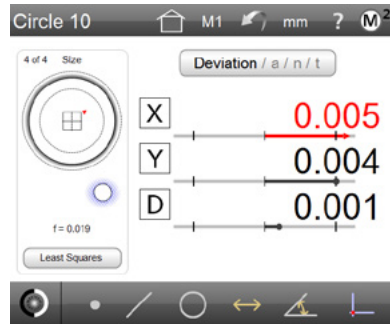 Circle 10 M1 mm ? M2
4 of 4 Size
Deviation / a / n / t
X 0.005
Y 0.004
D 0.001
f = 0.019
Least Squares